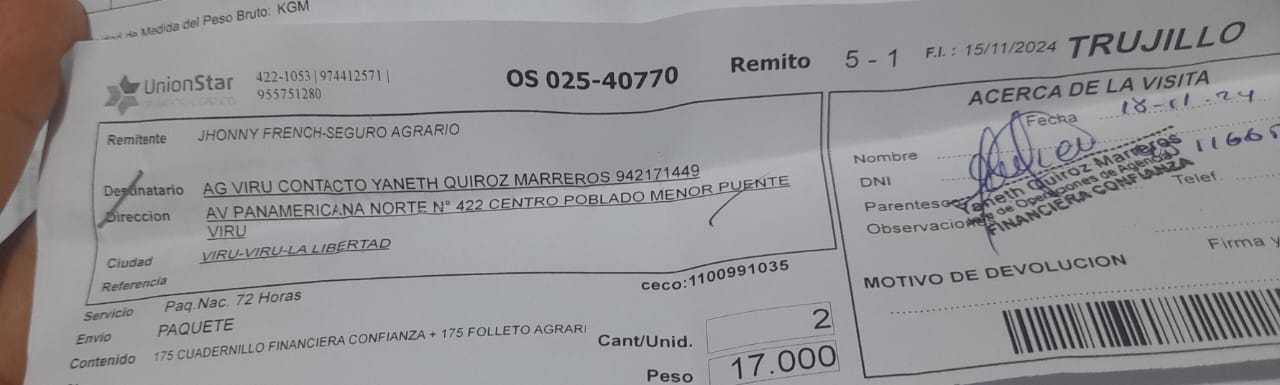 de Medida del Peso Bruto: KGM
UnionStar
422-1053 | 974412571 |
955751280
OS 025-40770
Remito 5 - 1
F.I. : 15/11/2024
TRUJILLO
Remitente JHONNY FRENCH-SEGURO AGRARIO
Destinatario AG VIRU CONTACTO YANETH QUIROZ MARREROS 942171449
Direccion AV PANAMERICANA NORTE N° 422 CENTRO POBLADO MENOR PUENTE
VIRU
Ciudad VIRU-VIRU-LA LIBERTAD
Referencia
ceco:1100991035
Servicio Paq.Nac. 72 Horas
Envio PAQUETE
Contenido 175 CUADERNILLO FINANCIERA CONFIANZA + 175 FOLLETO AGRARI
Cant/Unid. 2
Peso 17.000
ACERCA DE LA VISITA
Fecha 18-11-24
Nombre
DNI
Parentesco
Yaneth Quiroz Marreros
de Operaciones de Agencia
FINANCIERA CONFIANZA
Telef
Firma y
MOTIVO DE DEVOLUCION